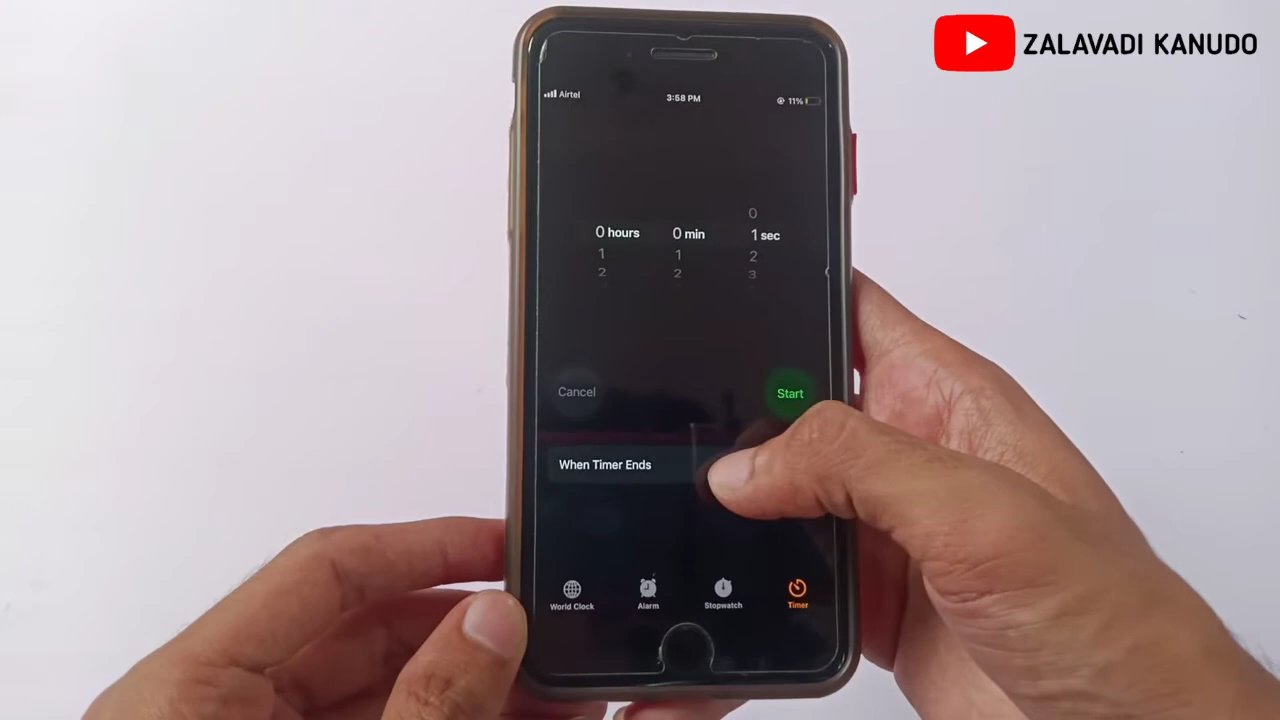 ZALAVADI KANUDO
Airtel
3:58 PM
11%
0
0 hours 0 min 1 sec
1 1 2
2 2 3
Cancel Start
When Timer Ends
World Clock Alarm Stopwatch Timer